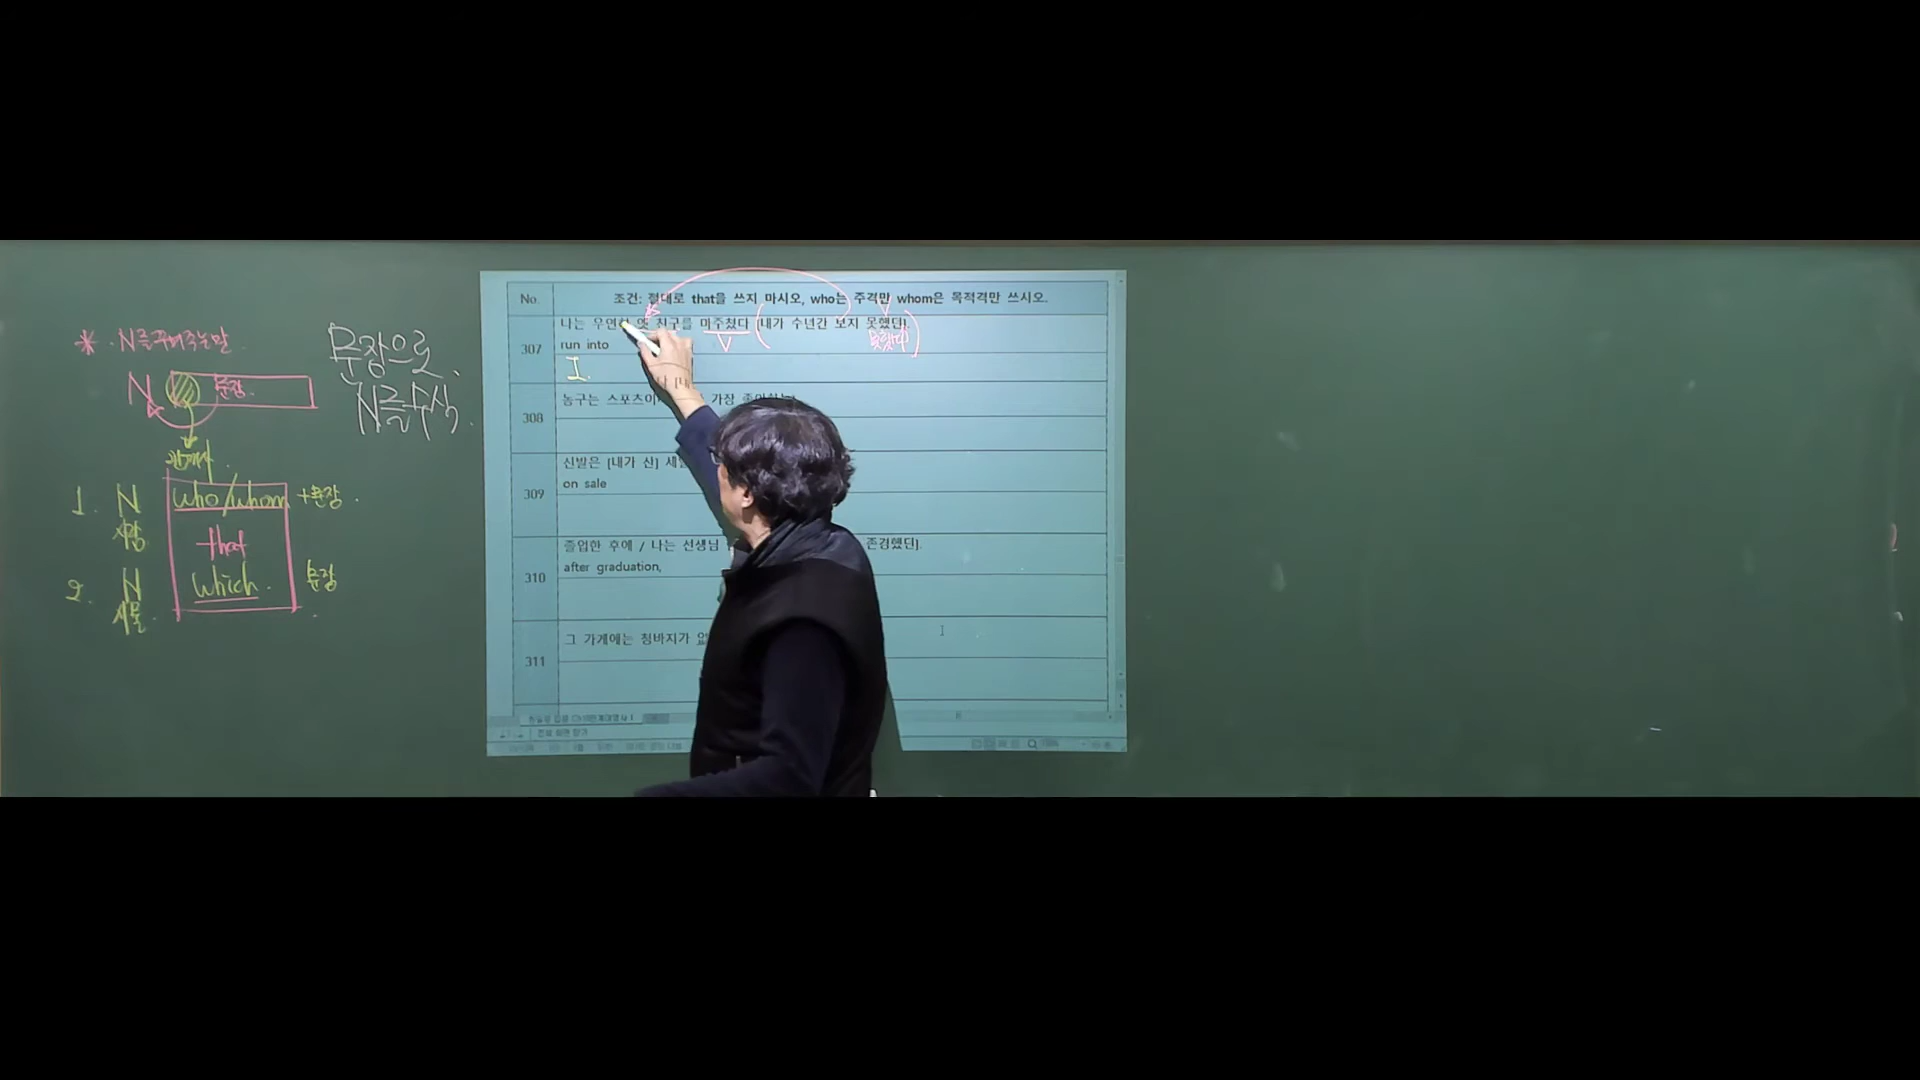 * N를 꾸며주는말
N 문장.
관계사
1. N who/whom +문장.
사람
that
2. N which. 문장
사물.
문장으로
N를 수식.
No. 조건: 절대로 that을 쓰지 마시오, who는 주격만 whom은 목적격만 쓰시오.
307 나는 우연히 옛 친구를 마주쳤다 (내가 수년간 보지 못했던).
V V
못했다
run into
I
308 농구는 스포츠이 가장 좋아하는
309 신발은 [내가 산]
on sale
310 졸업한 후에 / 나는 선생님 존경했던].
after graduation,
311 그 가게에는 청바지가